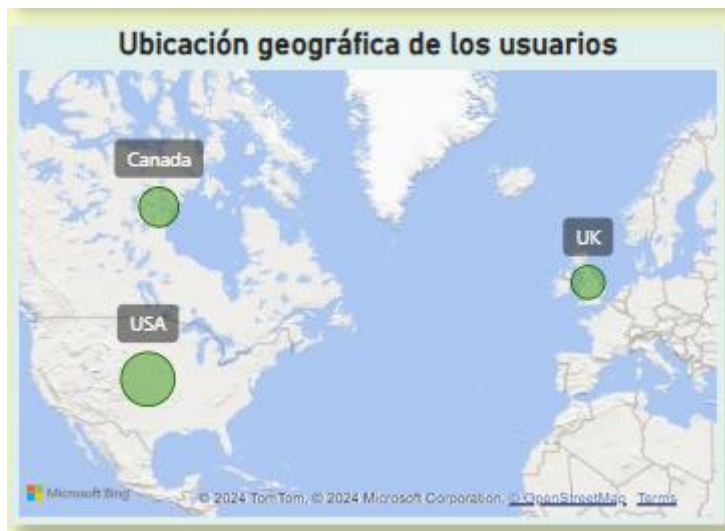 Ubicación geográfica de los usuarios
Canada
UK
USA
Microsoft Bing
© 2024 TomTom, © 2024 Microsoft Corporation, © OpenStreetMap Terms